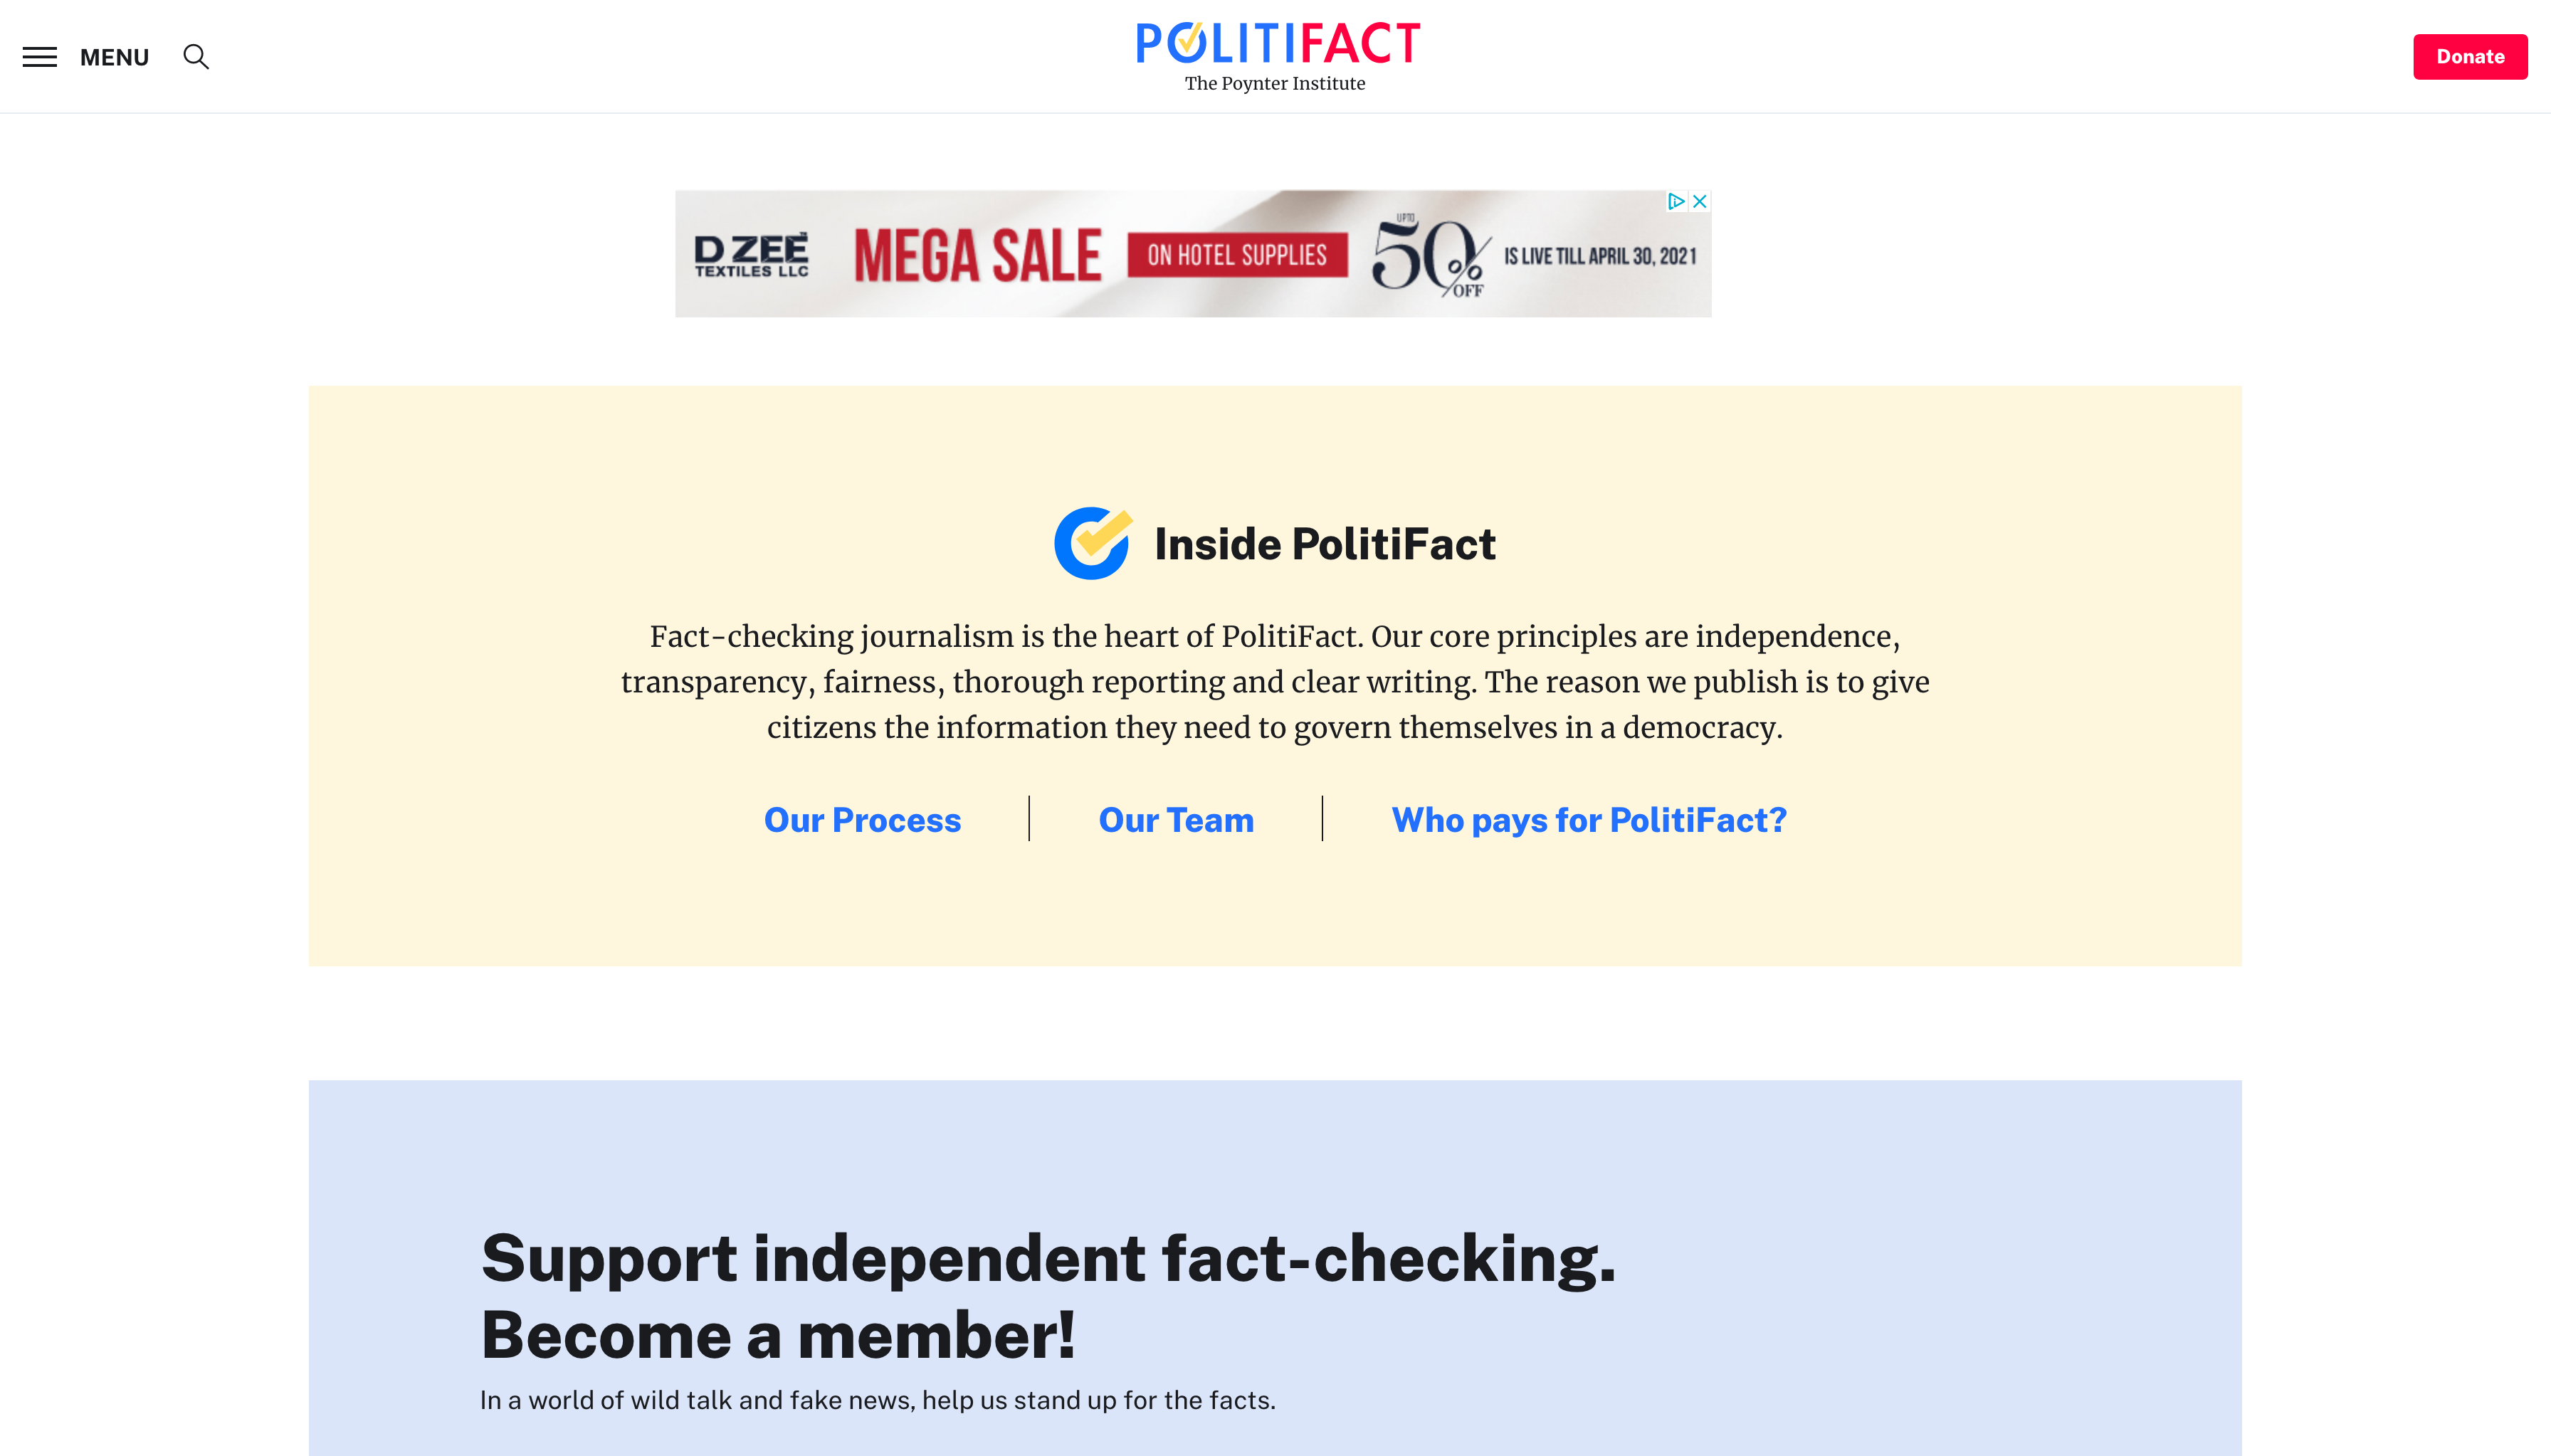 MENU
POLITIFACT
The Poynter Institute
Donate
D ZEE™
TEXTILES LLC
MEGA SALE
ON HOTEL SUPPLIES
UPTO
50%
OFF
IS LIVE TILL APRIL 30, 2021
Inside PolitiFact
Fact-checking journalism is the heart of PolitiFact. Our core principles are independence,
transparency, fairness, thorough reporting and clear writing. The reason we publish is to give
citizens the information they need to govern themselves in a democracy.
Our Process
Our Team
Who pays for PolitiFact?
Support independent fact-checking.
Become a member!
In a world of wild talk and fake news, help us stand up for the facts.